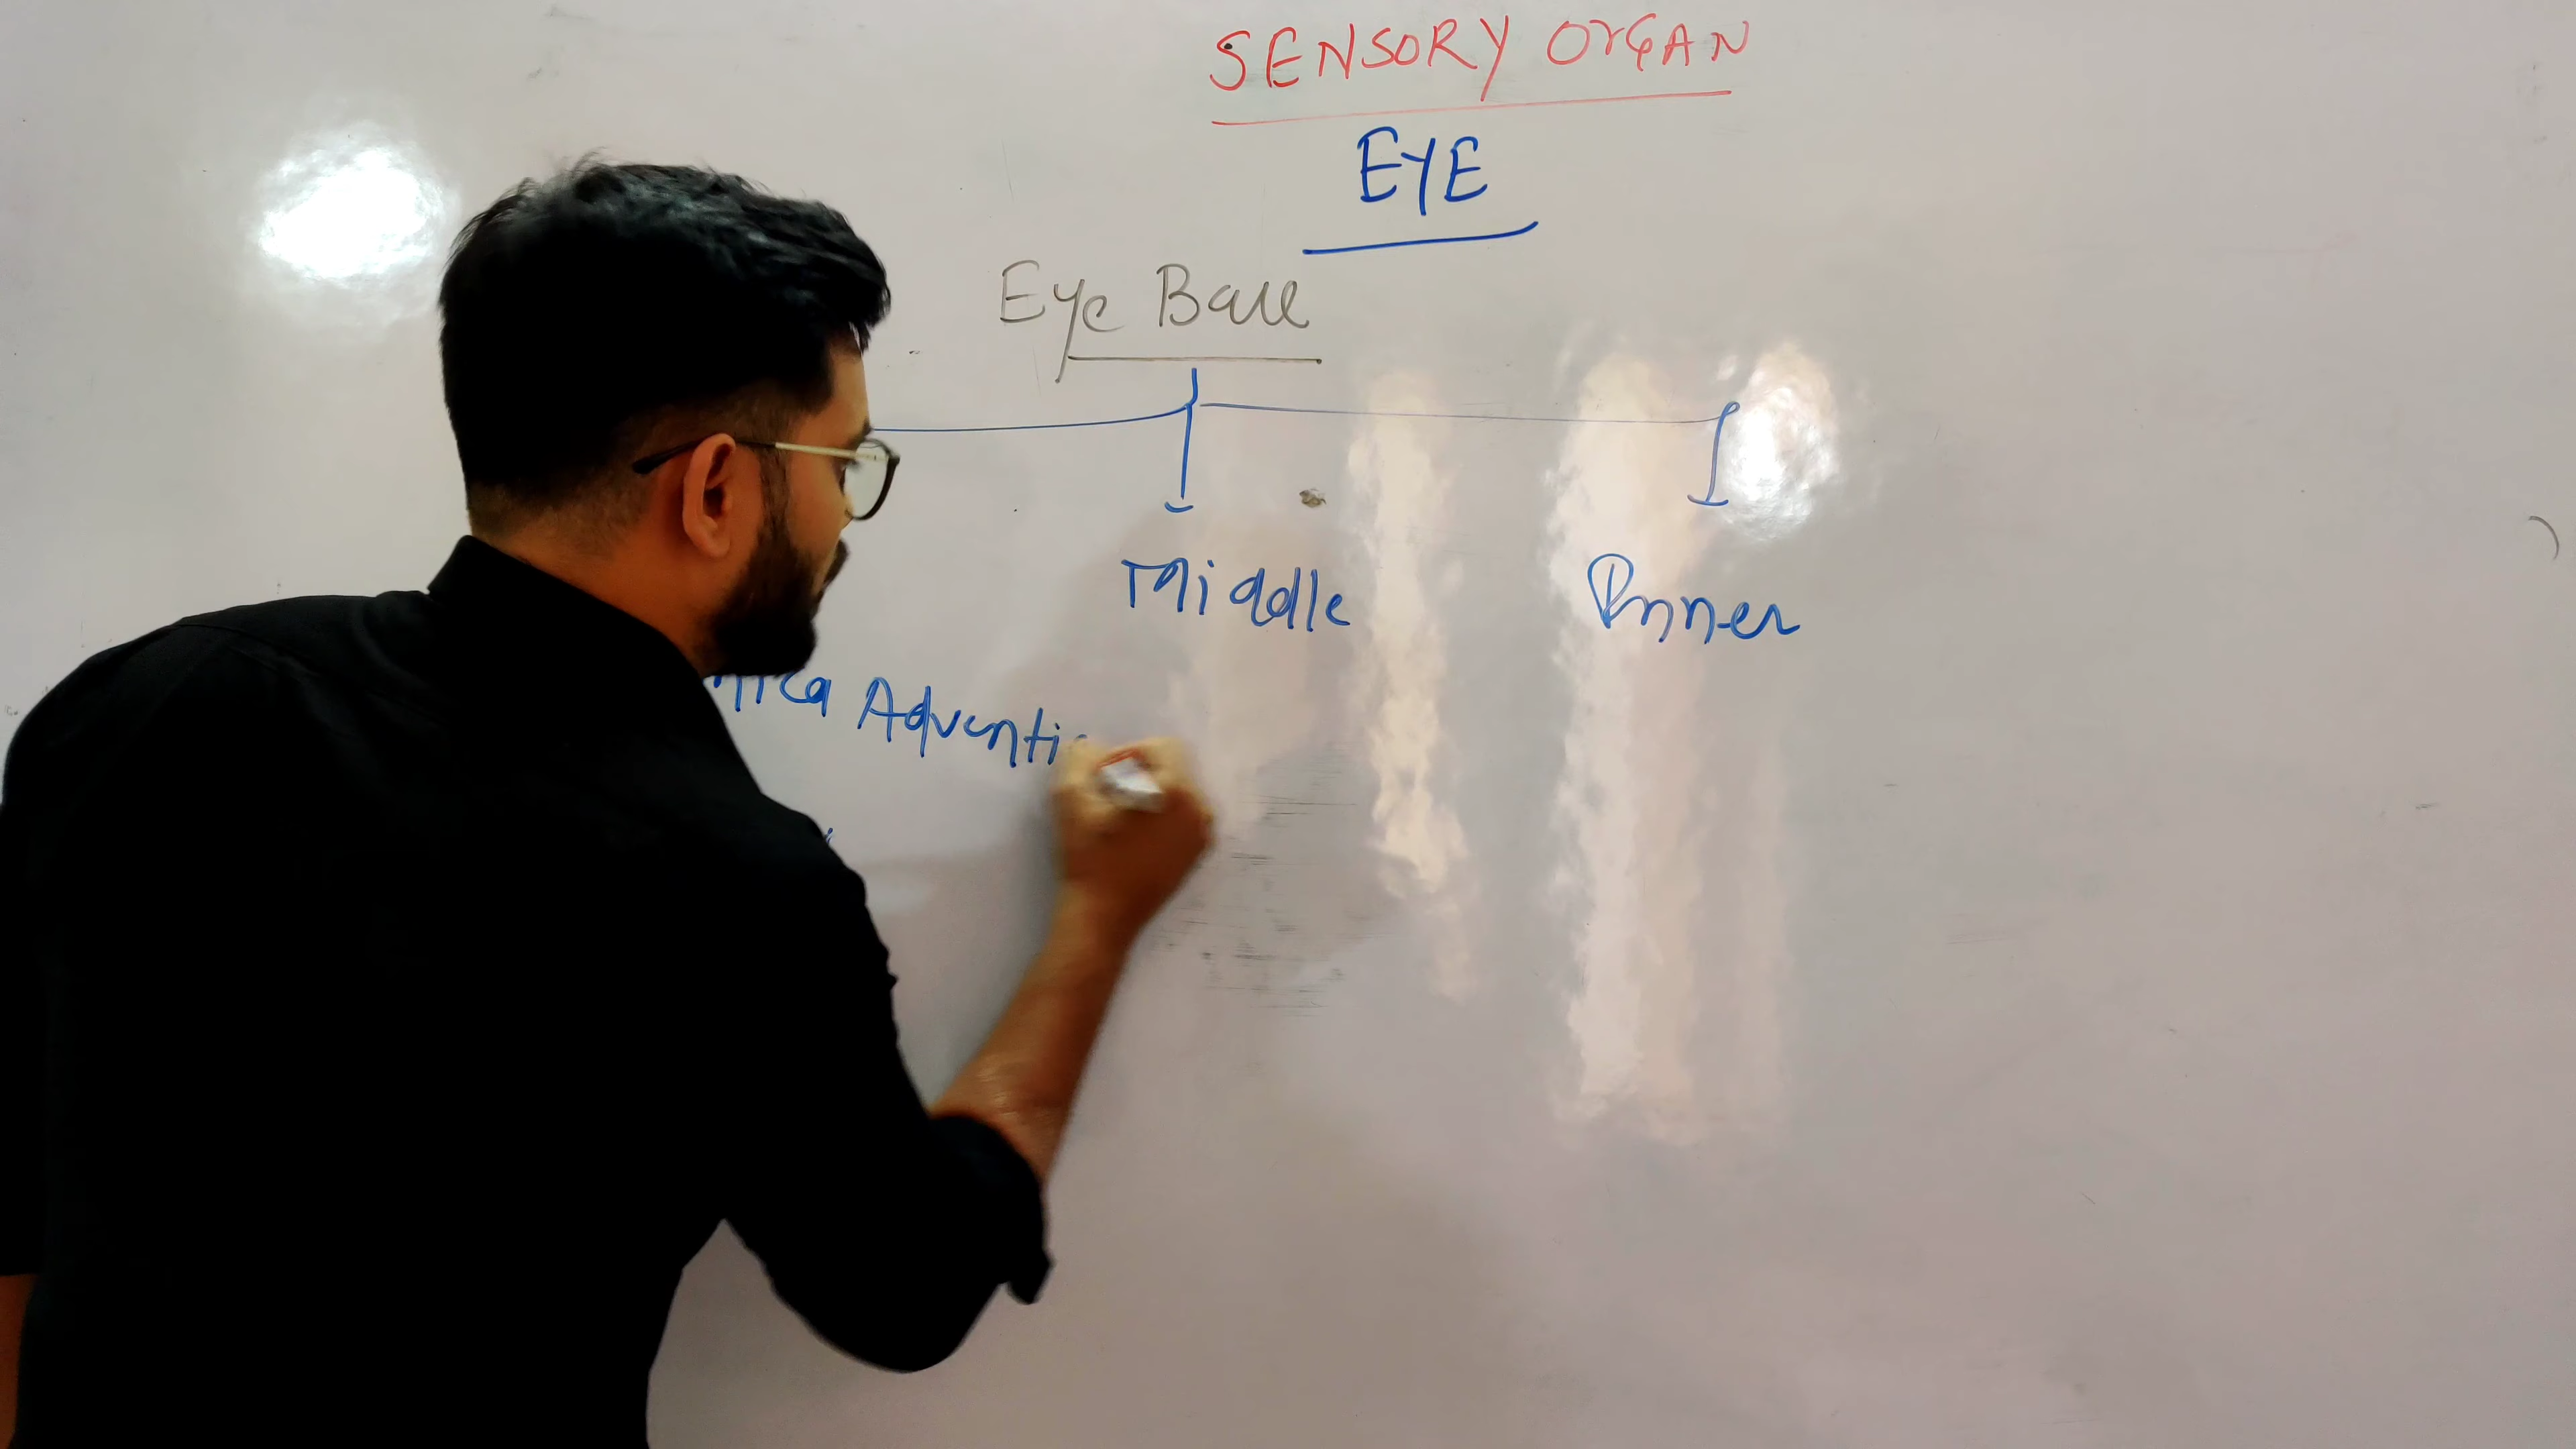 SENSORY ORGAN
EYE
Eye Ball
Middle
Inner
Adventi